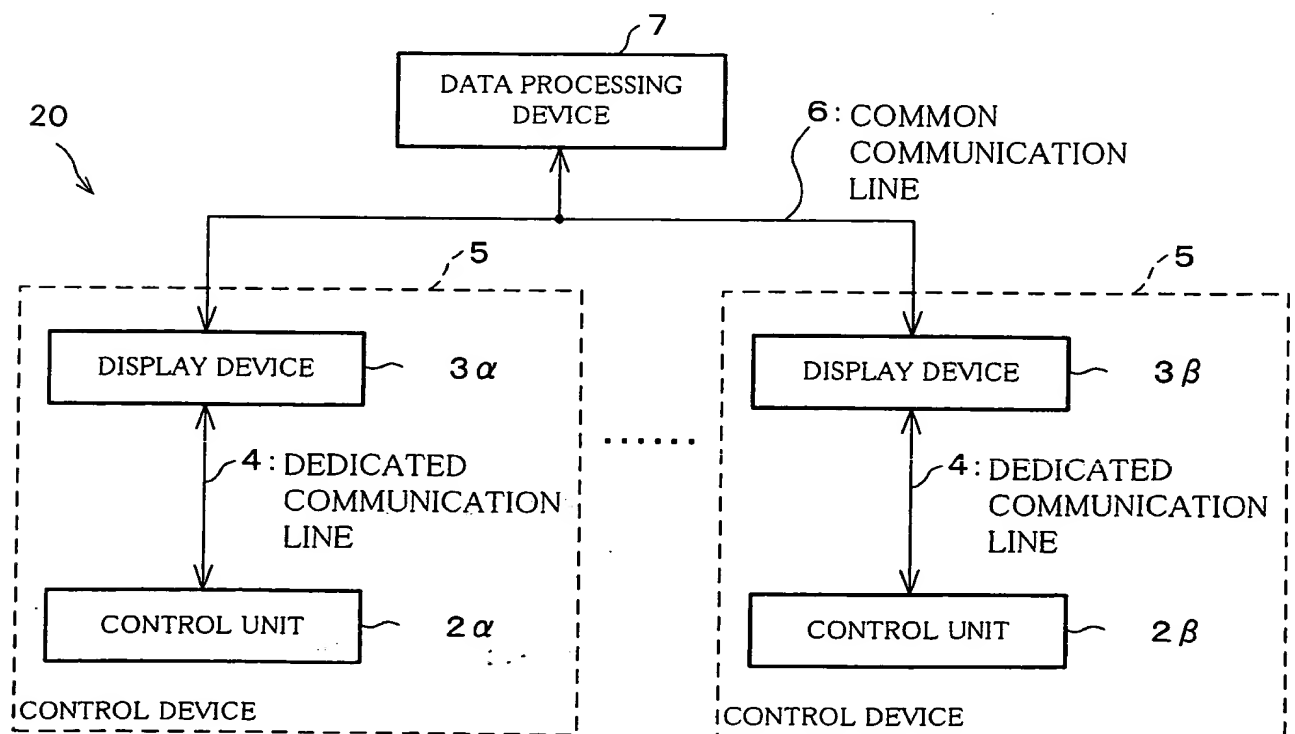 7
DATA PROCESSING
DEVICE
20
6: COMMON
COMMUNICATION
LINE
5
5
DISPLAY DEVICE
3α
DISPLAY DEVICE
3β
......
4: DEDICATED
COMMUNICATION
LINE
4: DEDICATED
COMMUNICATION
LINE
CONTROL UNIT
2α
CONTROL UNIT
2β
CONTROL DEVICE
CONTROL DEVICE